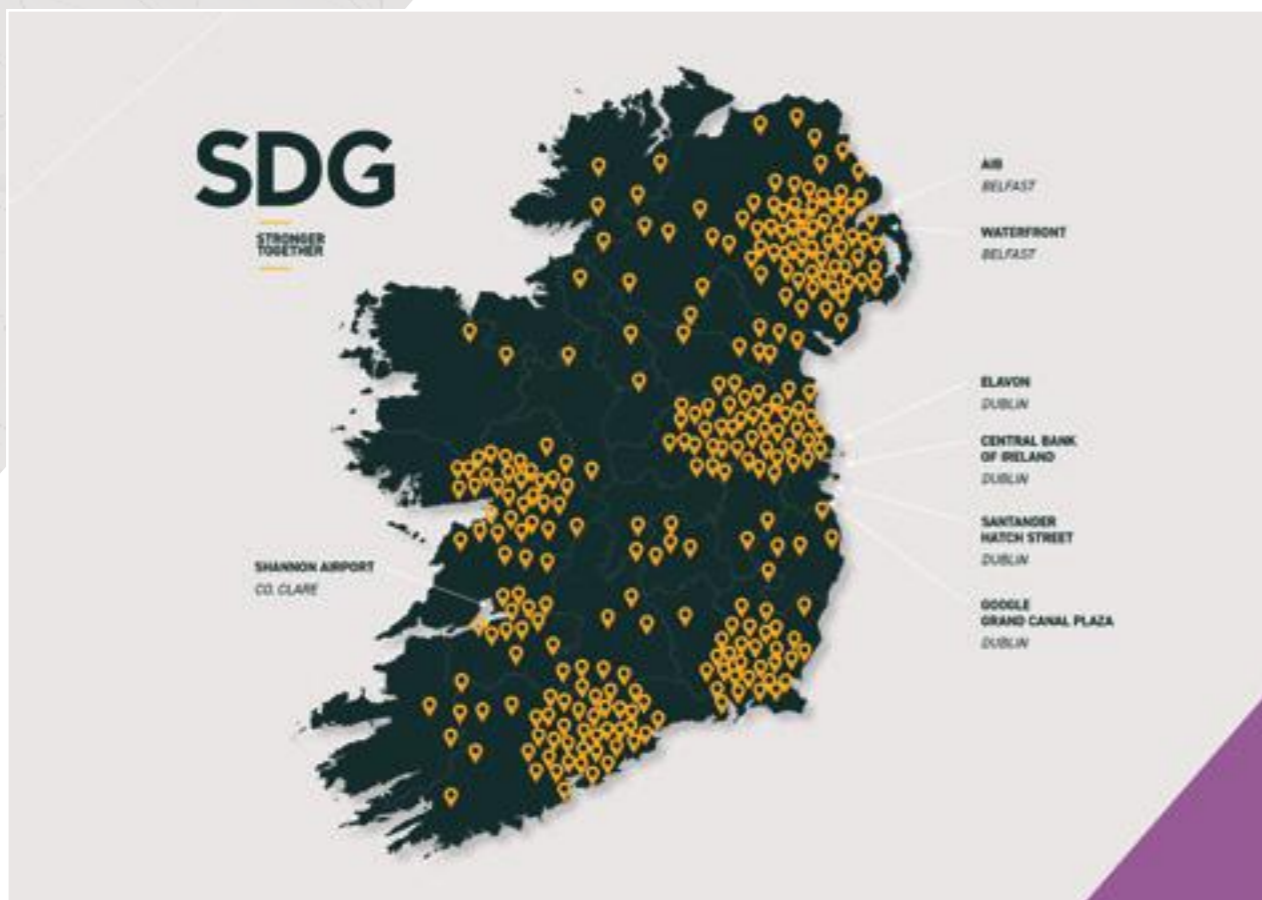 SDG
STRONGER
TOGETHER
AIB
BELFAST
WATERFRONT
BELFAST
ELAVON
DUBLIN
CENTRAL BANK
OF IRELAND
DUBLIN
SANTANDER
HATCH STREET
DUBLIN
SHANNON AIRPORT
CO. CLARE
GOOGLE
GRAND CANAL PLAZA
DUBLIN